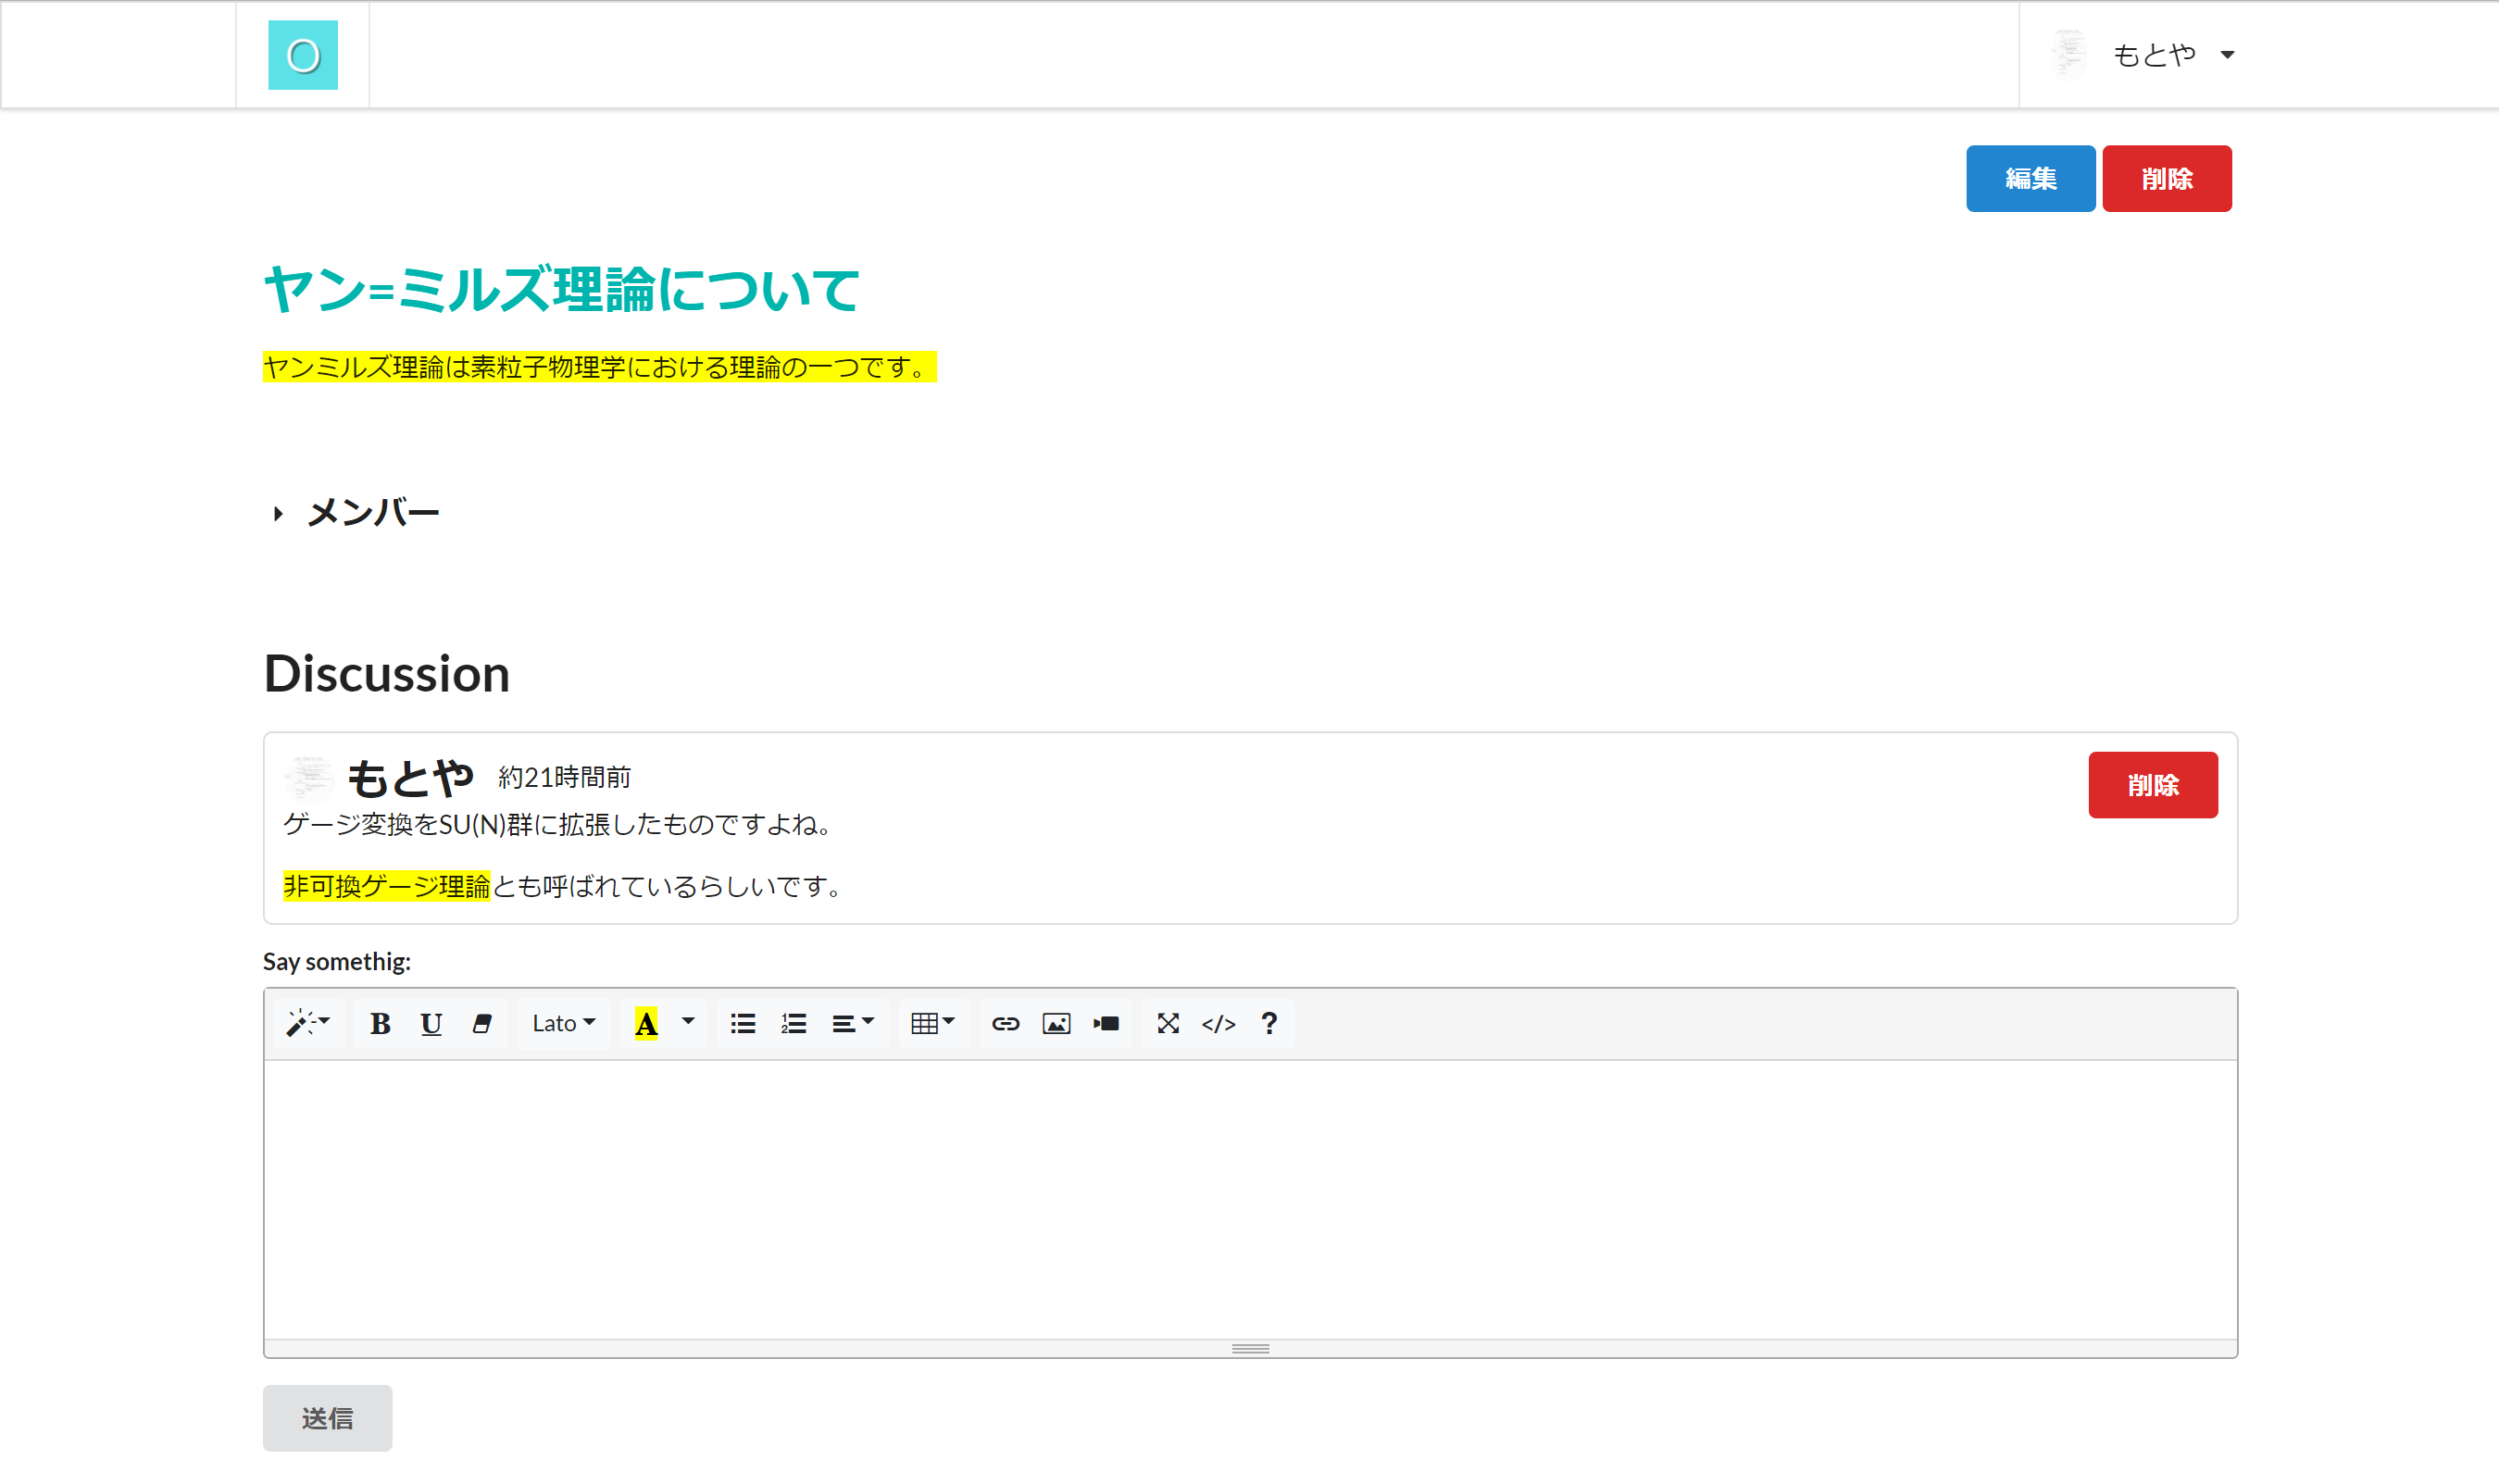 O
もとや
編集 削除
ヤン=ミルズ理論について
ヤンミルズ理論は素粒子物理学における理論の一つです。
メンバー
Discussion
もとや 約21時間前
削除
ゲージ変換をSU(N)群に拡張したものですよね。
非可換ゲージ理論とも呼ばれているらしいです。
Say somethig:
B U Lato A </> ?
送信